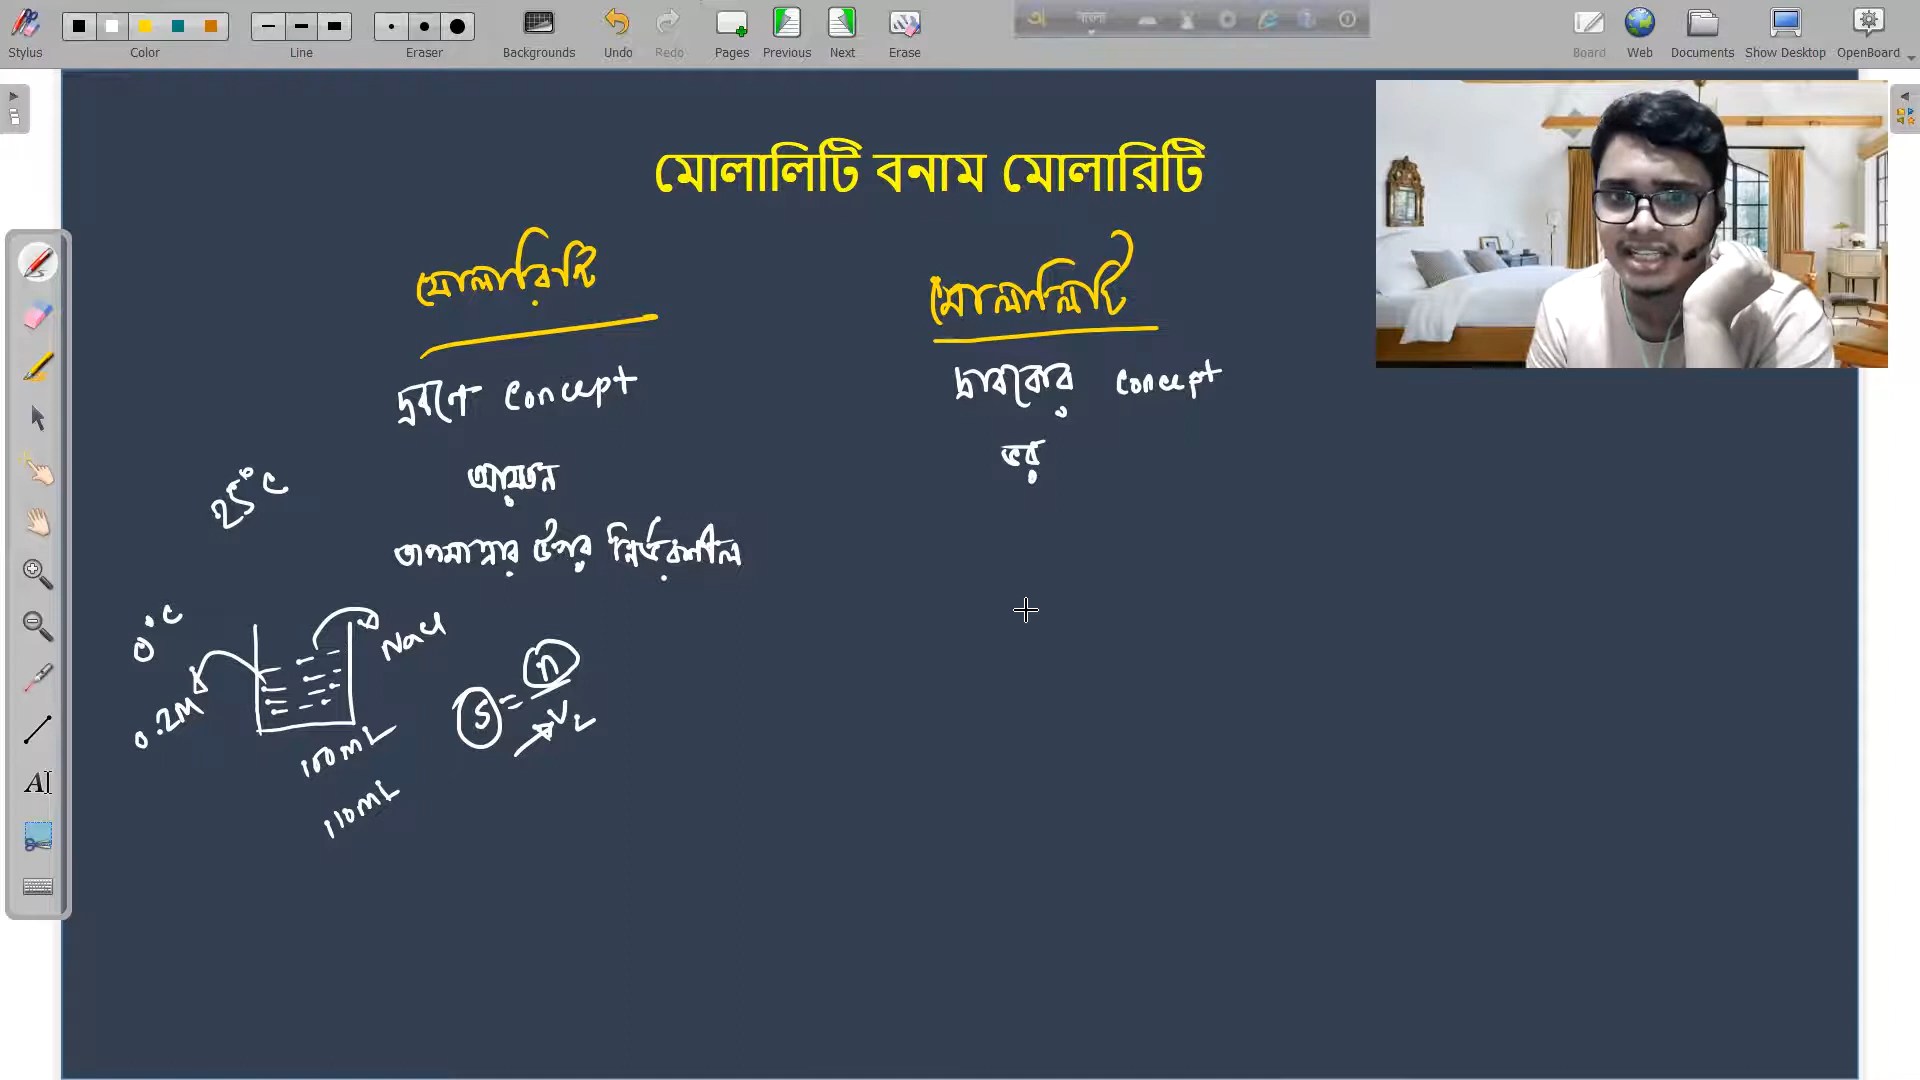 Stylus Color Line Eraser Backgrounds Undo Redo Pages Previous Next Erase Board Web Documents Show Desktop OpenBoard
মোলালিটি বনাম মোলারিটি
মোলারিটি
মোলালিটি
দ্রবণে Concept
দ্রাবকের Concept
আয়তন
ভর
25°C
তাপমাত্রার উপর নির্ভরশীল
0°C
NaCl
0.2M
S = n / V L
100mL
110mL